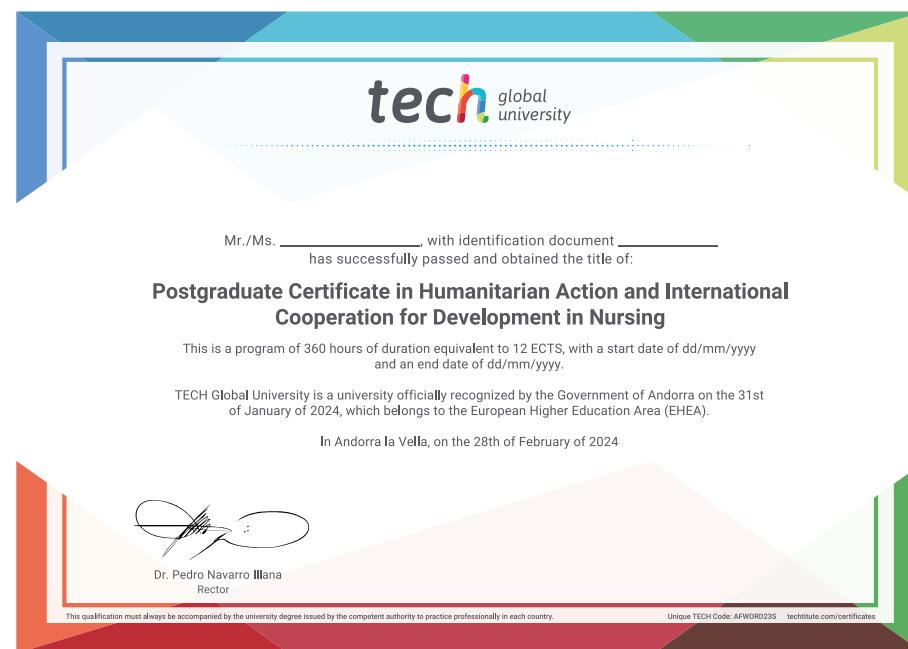 tech global
university
Mr./Ms. ____________, with identification document ____________
has successfully passed and obtained the title of:
Postgraduate Certificate in Humanitarian Action and International
Cooperation for Development in Nursing
This is a program of 360 hours of duration equivalent to 12 ECTS, with a start date of dd/mm/yyyy
and an end date of dd/mm/yyyy.
TECH Global University is a university officially recognized by the Government of Andorra on the 31st
of January of 2024, which belongs to the European Higher Education Area (EHEA).
In Andorra la Vella, on the 28th of February of 2024
Dr. Pedro Navarro Illana
Rector
This qualification must always be accompanied by the university degree issued by the competent authority to practice professionally in each country.
Unique TECH Code: AFWORD23S techtitute.com/certificates